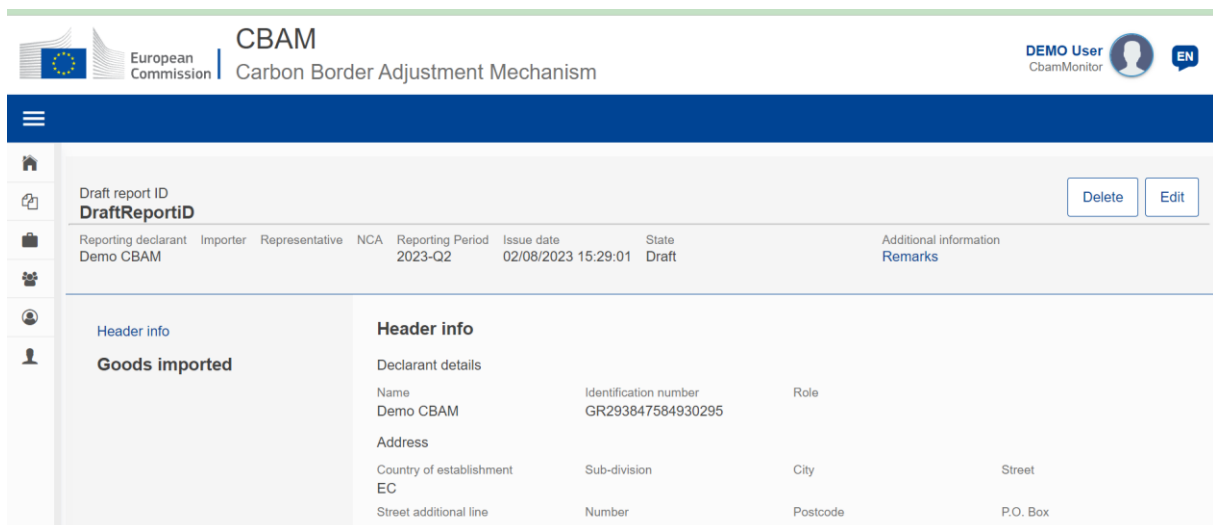 European
Commission
CBAM
Carbon Border Adjustment Mechanism
DEMO User
CbamMonitor
EN
Draft report ID
DraftReportiD
Delete
Edit
Reporting declarant Importer Representative NCA Reporting Period Issue date State Additional information
Demo CBAM 2023-Q2 02/08/2023 15:29:01 Draft Remarks
Header info
Goods imported
Header info
Declarant details
Name Identification number Role
Demo CBAM GR293847584930295
Address
Country of establishment Sub-division City Street
EC
Street additional line Number Postcode P.O. Box